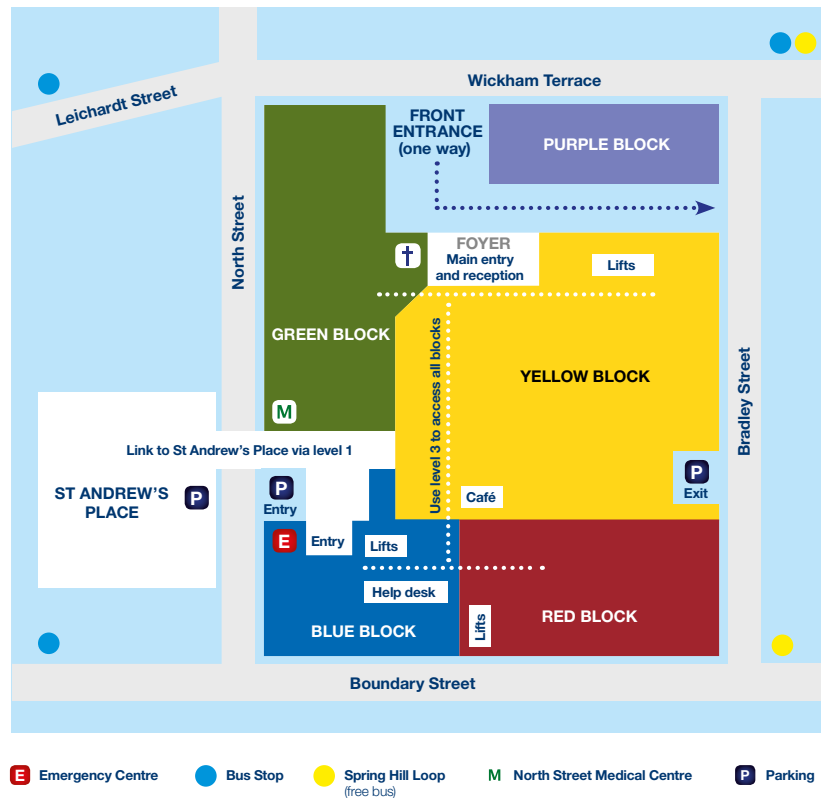 Wickham Terrace
Leichardt Street
FRONT
ENTRANCE
(one way)
PURPLE BLOCK
North Street
FOYER
Main entry
and reception
Lifts
GREEN BLOCK
Use level 3 to access all blocks
YELLOW BLOCK
Bradley Street
M
Link to St Andrew's Place via level 1
ST ANDREW'S
PLACE
P
P
Entry
P
Exit
Café
E
Entry
Lifts
Help desk
BLUE BLOCK
Lifts
RED BLOCK
Boundary Street
E Emergency Centre
Bus Stop
Spring Hill Loop
(free bus)
M North Street Medical Centre
P Parking